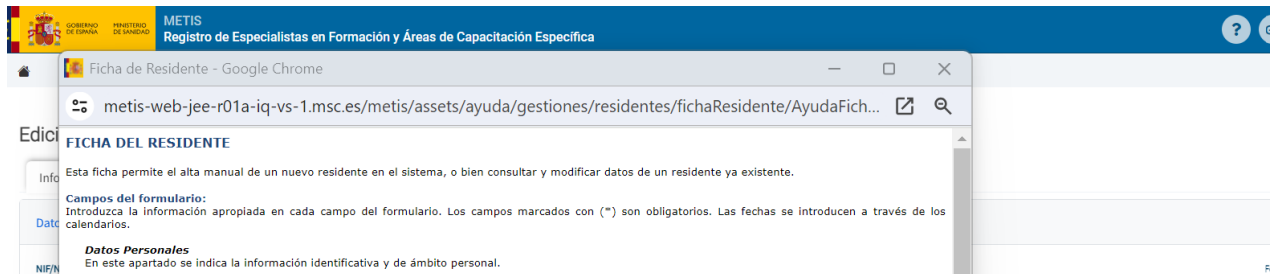 GOBIERNO DE ESPAÑA
MINISTERIO DE SANIDAD
METIS
Registro de Especialistas en Formación y Áreas de Capacitación Específica
?
Ficha de Residente - Google Chrome
metis-web-jee-r01a-iq-vs-1.msc.es/metis/assets/ayuda/gestiones/residentes/fichaResidente/AyudaFich...
Edici
FICHA DEL RESIDENTE
Info
Esta ficha permite el alta manual de un nuevo residente en el sistema, o bien consultar y modificar datos de un residente ya existente.
Campos del formulario:
Introduzca la información apropiada en cada campo del formulario. Los campos marcados con (*) son obligatorios. Las fechas se introducen a través de los
Dato
calendarios.
Datos Personales
En este apartado se indica la información identificativa y de ámbito personal.
NIF/N